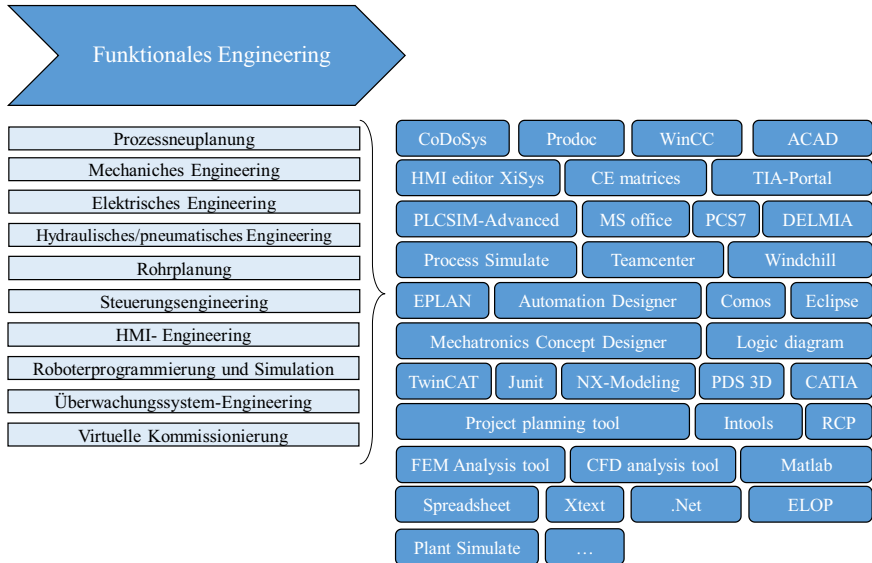 Funktionales Engineering
Prozessneuplanung
Mechaniches Engineering
Elektrisches Engineering
Hydraulisches/pneumatisches Engineering
Rohrplanung
Steuerungsengineering
HMI- Engineering
Roboterprogrammierung und Simulation
Überwachungssystem-Engineering
Virtuelle Kommissionierung
CoDoSys Prodoc WinCC ACAD
HMI editor XiSys CE matrices TIA-Portal
PLCSIM-Advanced MS office PCS7 DELMIA
Process Simulate Teamcenter Windchill
EPLAN Automation Designer Comos Eclipse
Mechatronics Concept Designer Logic diagram
TwinCAT Junit NX-Modeling PDS 3D CATIA
Project planning tool Intools RCP
FEM Analysis tool CFD analysis tool Matlab
Spreadsheet Xtext .Net ELOP
Plant Simulate …